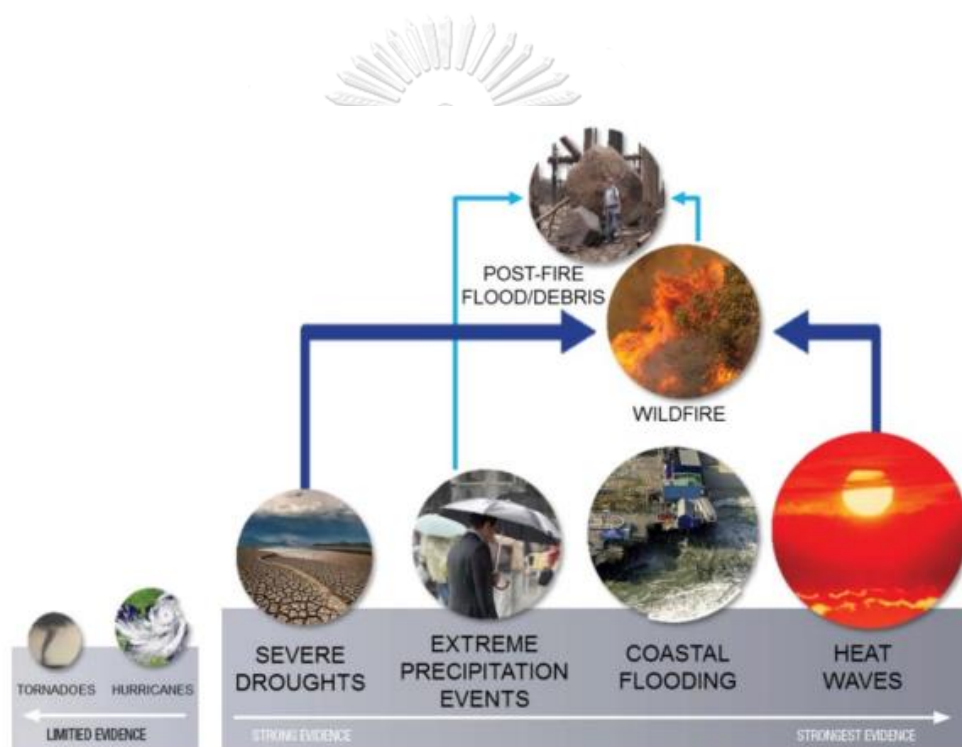 POST-FIRE
FLOOD/DEBRIS
WILDFIRE
TORNADOES
HURRICANES
LIMITIED EVIDENCE
SEVERE
DROUGHTS
EXTREME
PRECIPITATION
EVENTS
COASTAL
FLOODING
HEAT
WAVES
STRONG EVIDENCE
STRONGEST EVIDENCE